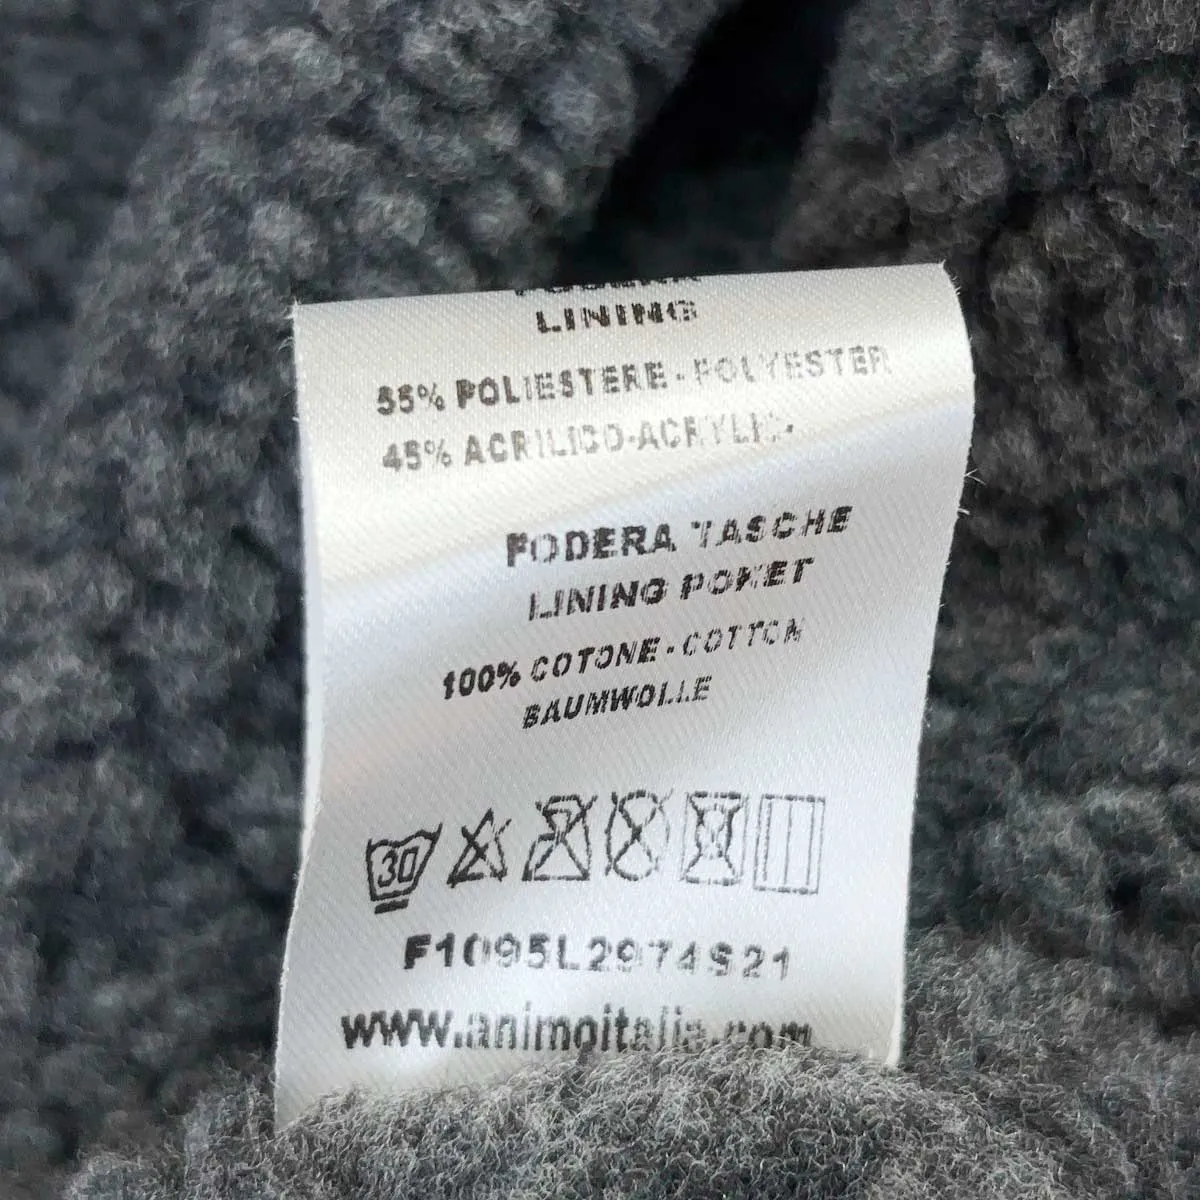 LINING
55% POLIESTERE-POLYESTER
45% ACRILICO-ACRYLIC
FODERA TASCHE
LINING POKET
100% COTONE-COTTON
BAUMWOLLE
30
F1095L2974S21
www.animoitalia.com